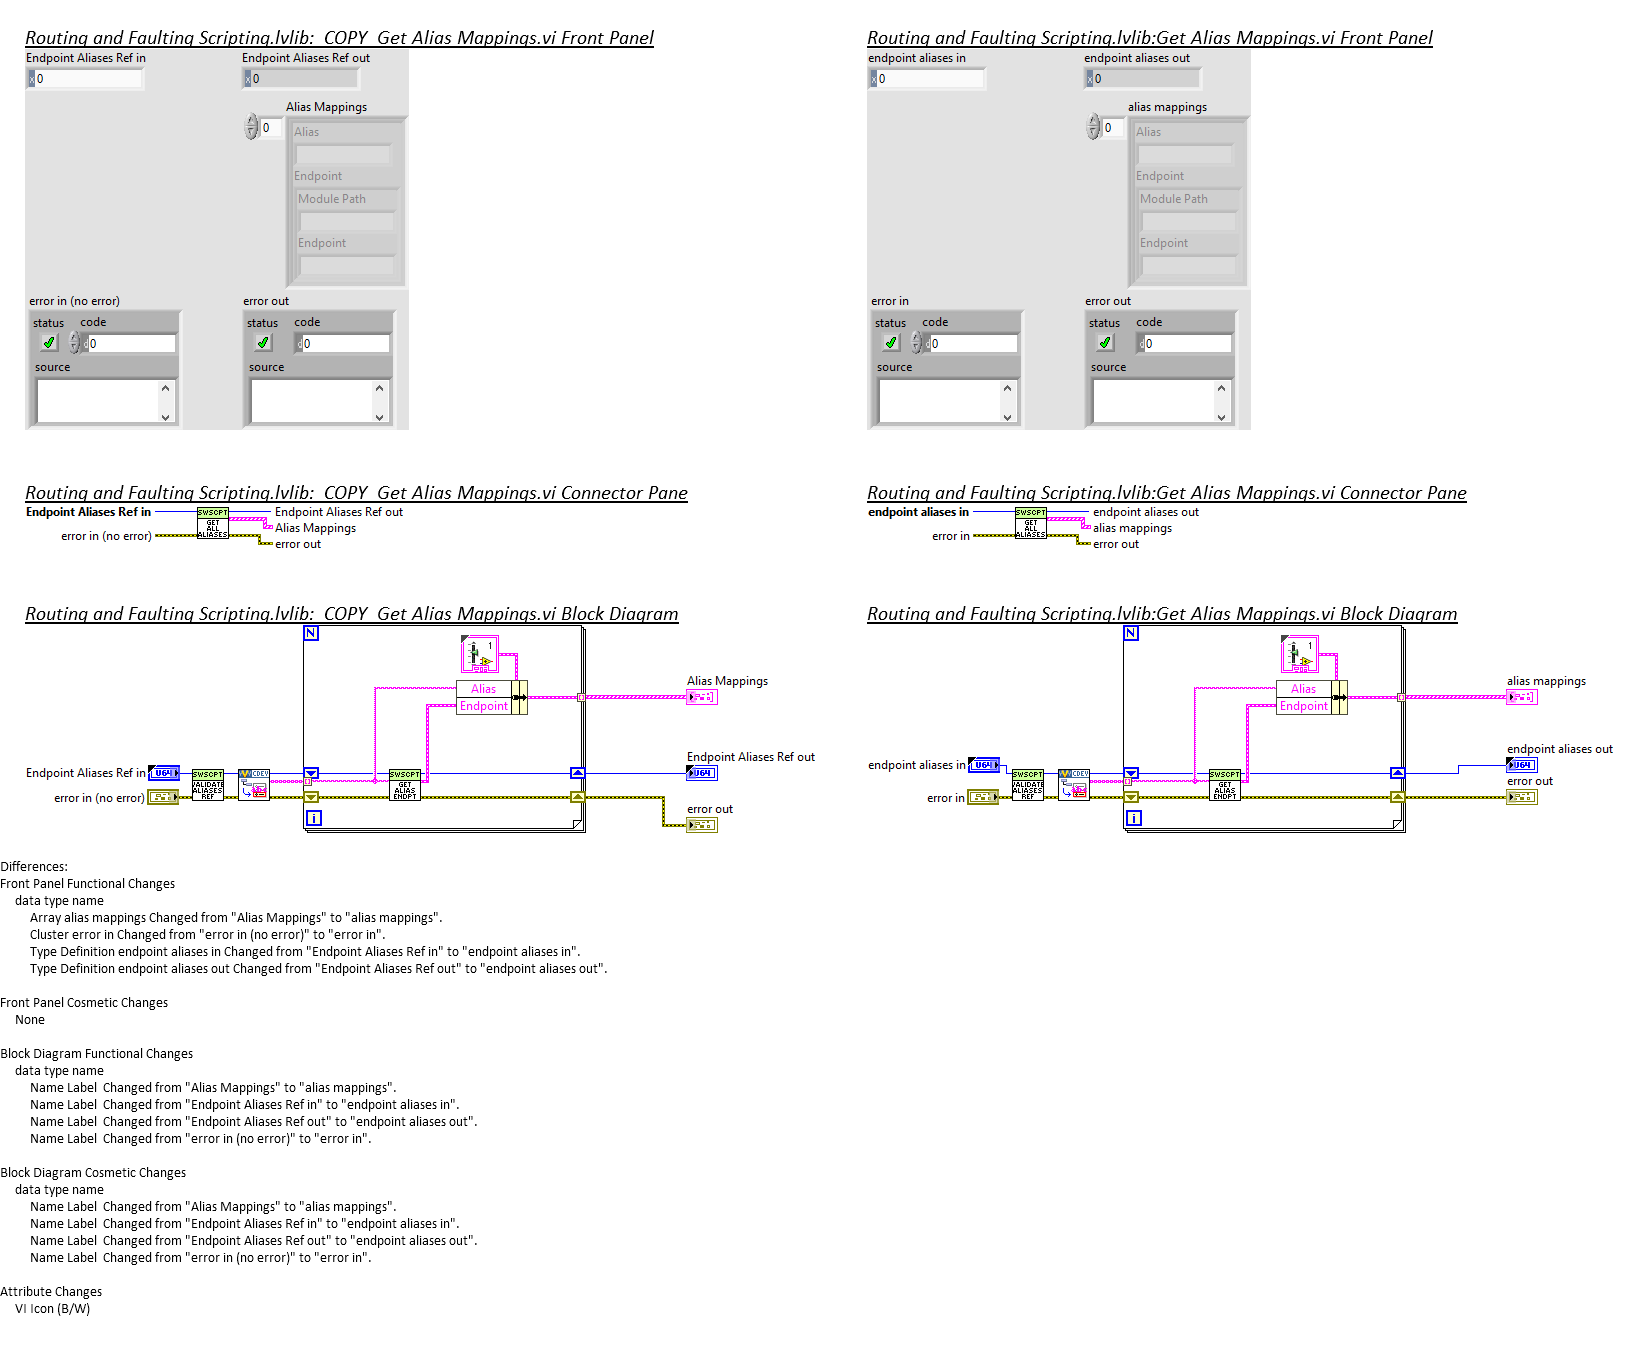 Routing and Faulting Scripting.lvlib:_COPY_Get Alias Mappings.vi Front Panel
Endpoint Aliases Ref in
Endpoint Aliases Ref out
x 0
x 0
Alias Mappings
0
Alias
Endpoint
Module Path
Endpoint
error in (no error)
error out
status code
status code
d 0
d 0
source
source
Routing and Faulting Scripting.lvlib:Get Alias Mappings.vi Front Panel
endpoint aliases in
endpoint aliases out
x 0
x 0
alias mappings
0
Alias
Endpoint
Module Path
Endpoint
error in
error out
status code
status code
d 0
d 0
source
source
Routing and Faulting Scripting.lvlib:_COPY_Get Alias Mappings.vi Connector Pane
Endpoint Aliases Ref in
SWSCPT
GET
ALL
ALIASES
Endpoint Aliases Ref out
Alias Mappings
error in (no error)
error out
Routing and Faulting Scripting.lvlib:Get Alias Mappings.vi Connector Pane
endpoint aliases in
SWSCPT
GET
ALL
ALIASES
endpoint aliases out
alias mappings
error in
error out
Routing and Faulting Scripting.lvlib:_COPY_Get Alias Mappings.vi Block Diagram
N
1
Alias
Endpoint
Alias Mappings
Endpoint Aliases Ref out
Endpoint Aliases Ref in
U64
SWSCPT
VALIDATE
ALIASES
REF
CDEV
SWSCPT
GET
ALIAS
ENDPT
U64
error in (no error)
error out
i
Routing and Faulting Scripting.lvlib:Get Alias Mappings.vi Block Diagram
N
1
Alias
Endpoint
alias mappings
endpoint aliases out
endpoint aliases in
U64
SWSCPT
VALIDATE
ALIASES
REF
CDEV
SWSCPT
GET
ALIAS
ENDPT
U64
error in
error out
i
Differences:
Front Panel Functional Changes
data type name
Array alias mappings Changed from "Alias Mappings" to "alias mappings".
Cluster error in Changed from "error in (no error)" to "error in".
Type Definition endpoint aliases in Changed from "Endpoint Aliases Ref in" to "endpoint aliases in".
Type Definition endpoint aliases out Changed from "Endpoint Aliases Ref out" to "endpoint aliases out".
Front Panel Cosmetic Changes
None
Block Diagram Functional Changes
data type name
Name Label Changed from "Alias Mappings" to "alias mappings".
Name Label Changed from "Endpoint Aliases Ref in" to "endpoint aliases in".
Name Label Changed from "Endpoint Aliases Ref out" to "endpoint aliases out".
Name Label Changed from "error in (no error)" to "error in".
Block Diagram Cosmetic Changes
data type name
Name Label Changed from "Alias Mappings" to "alias mappings".
Name Label Changed from "Endpoint Aliases Ref in" to "endpoint aliases in".
Name Label Changed from "Endpoint Aliases Ref out" to "endpoint aliases out".
Name Label Changed from "error in (no error)" to "error in".
Attribute Changes
VI Icon (B/W)